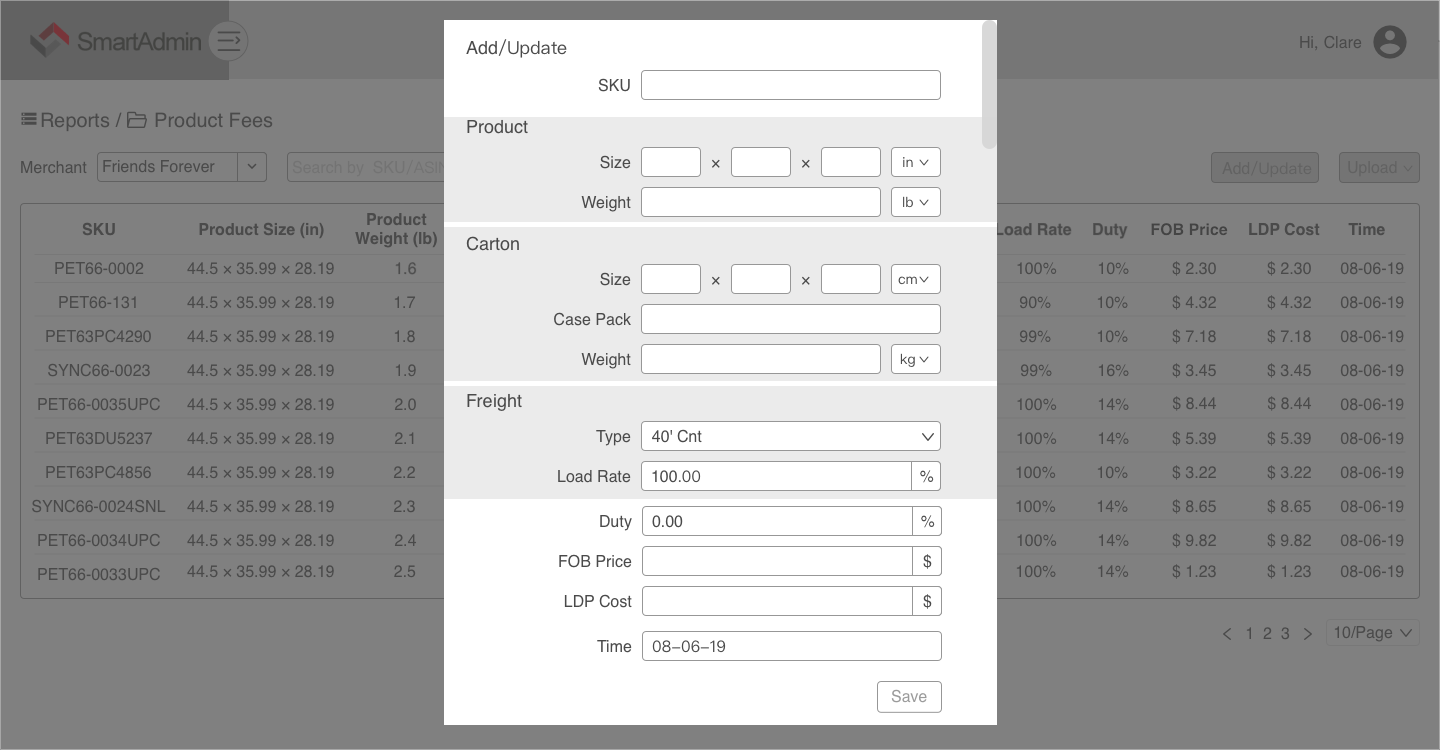 SmartAdmin
Hi, Clare
Reports / Product Fees
Merchant Friends Forever Search by SKU/ASIN Add/Update Upload
SKU Product Size (in) Product Weight (lb) Load Rate Duty FOB Price LDP Cost Time
PET66-0002 44.5 × 35.99 × 28.19 1.6 100% 10% $ 2.30 $ 2.30 08-06-19
PET66-131 44.5 × 35.99 × 28.19 1.7 90% 10% $ 4.32 $ 4.32 08-06-19
PET63PC4290 44.5 × 35.99 × 28.19 1.8 99% 10% $ 7.18 $ 7.18 08-06-19
SYNC66-0023 44.5 × 35.99 × 28.19 1.9 99% 16% $ 3.45 $ 3.45 08-06-19
PET66-0035UPC 44.5 × 35.99 × 28.19 2.0 100% 14% $ 8.44 $ 8.44 08-06-19
PET63DU5237 44.5 × 35.99 × 28.19 2.1 100% 14% $ 5.39 $ 5.39 08-06-19
PET63PC4856 44.5 × 35.99 × 28.19 2.2 100% 10% $ 3.22 $ 3.22 08-06-19
SYNC66-0024SNL 44.5 × 35.99 × 28.19 2.3 100% 14% $ 8.65 $ 8.65 08-06-19
PET66-0034UPC 44.5 × 35.99 × 28.19 2.4 100% 14% $ 9.82 $ 9.82 08-06-19
PET66-0033UPC 44.5 × 35.99 × 28.19 2.5 100% 14% $ 1.23 $ 1.23 08-06-19
< 1 2 3 > 10/Page
Add/Update
SKU
Product
Size × × in
Weight lb
Carton
Size × × cm
Case Pack
Weight kg
Freight
Type 40' Cnt
Load Rate 100.00 %
Duty 0.00 %
FOB Price $
LDP Cost $
Time 08-06-19
Save